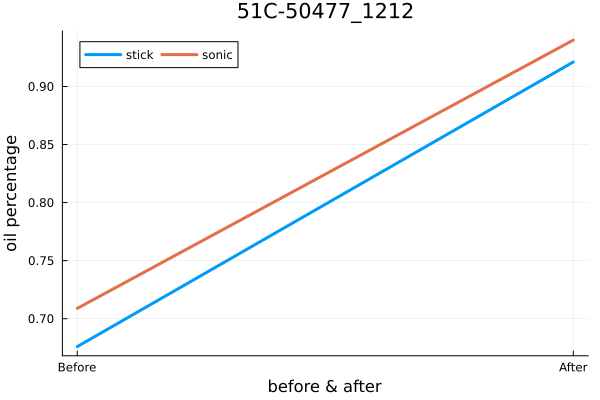 51C-50477_1212
stick sonic
oil percentage
0.90
0.85
0.80
0.75
0.70
Before After
before & after